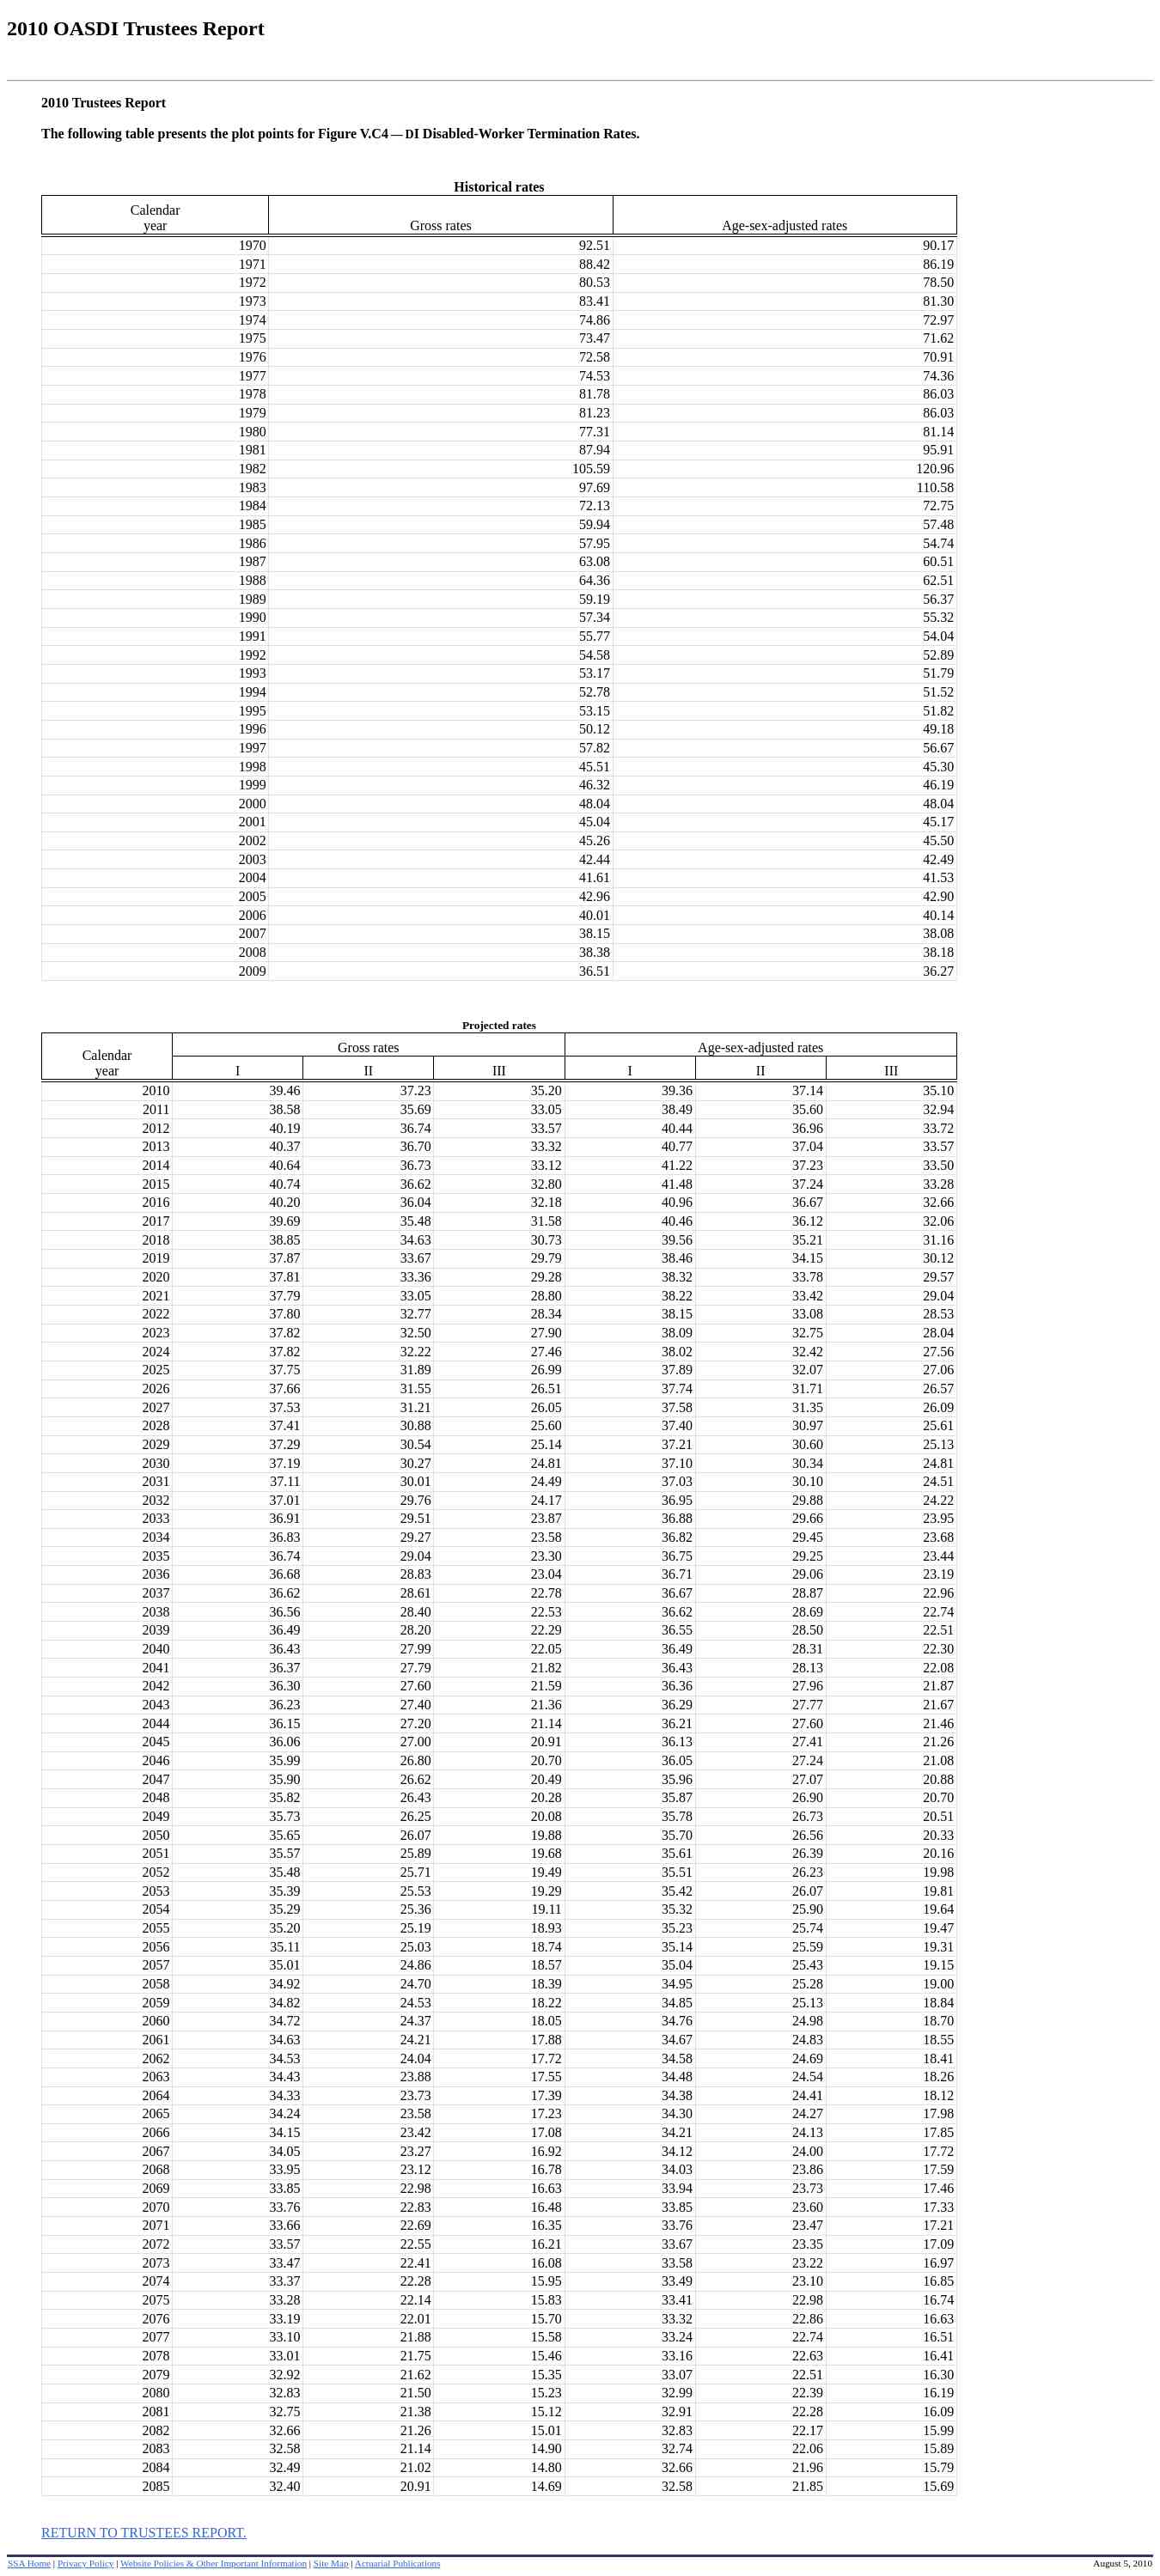 2010 OASDI Trustees Report
2010 Trustees Report
The following table presents the plot points for Figure V.C4 — DI Disabled-Worker Termination Rates.
Historical rates
Calendar
year Gross rates Age-sex-adjusted rates
1970 92.51 90.17
1971 88.42 86.19
1972 80.53 78.50
1973 83.41 81.30
1974 74.86 72.97
1975 73.47 71.62
1976 72.58 70.91
1977 74.53 74.36
1978 81.78 86.03
1979 81.23 86.03
1980 77.31 81.14
1981 87.94 95.91
1982 105.59 120.96
1983 97.69 110.58
1984 72.13 72.75
1985 59.94 57.48
1986 57.95 54.74
1987 63.08 60.51
1988 64.36 62.51
1989 59.19 56.37
1990 57.34 55.32
1991 55.77 54.04
1992 54.58 52.89
1993 53.17 51.79
1994 52.78 51.52
1995 53.15 51.82
1996 50.12 49.18
1997 57.82 56.67
1998 45.51 45.30
1999 46.32 46.19
2000 48.04 48.04
2001 45.04 45.17
2002 45.26 45.50
2003 42.44 42.49
2004 41.61 41.53
2005 42.96 42.90
2006 40.01 40.14
2007 38.15 38.08
2008 38.38 38.18
2009 36.51 36.27
Projected rates
Calendar
year Gross rates Age-sex-adjusted rates
I II III I II III
2010 39.46 37.23 35.20 39.36 37.14 35.10
2011 38.58 35.69 33.05 38.49 35.60 32.94
2012 40.19 36.74 33.57 40.44 36.96 33.72
2013 40.37 36.70 33.32 40.77 37.04 33.57
2014 40.64 36.73 33.12 41.22 37.23 33.50
2015 40.74 36.62 32.80 41.48 37.24 33.28
2016 40.20 36.04 32.18 40.96 36.67 32.66
2017 39.69 35.48 31.58 40.46 36.12 32.06
2018 38.85 34.63 30.73 39.56 35.21 31.16
2019 37.87 33.67 29.79 38.46 34.15 30.12
2020 37.81 33.36 29.28 38.32 33.78 29.57
2021 37.79 33.05 28.80 38.22 33.42 29.04
2022 37.80 32.77 28.34 38.15 33.08 28.53
2023 37.82 32.50 27.90 38.09 32.75 28.04
2024 37.82 32.22 27.46 38.02 32.42 27.56
2025 37.75 31.89 26.99 37.89 32.07 27.06
2026 37.66 31.55 26.51 37.74 31.71 26.57
2027 37.53 31.21 26.05 37.58 31.35 26.09
2028 37.41 30.88 25.60 37.40 30.97 25.61
2029 37.29 30.54 25.14 37.21 30.60 25.13
2030 37.19 30.27 24.81 37.10 30.34 24.81
2031 37.11 30.01 24.49 37.03 30.10 24.51
2032 37.01 29.76 24.17 36.95 29.88 24.22
2033 36.91 29.51 23.87 36.88 29.66 23.95
2034 36.83 29.27 23.58 36.82 29.45 23.68
2035 36.74 29.04 23.30 36.75 29.25 23.44
2036 36.68 28.83 23.04 36.71 29.06 23.19
2037 36.62 28.61 22.78 36.67 28.87 22.96
2038 36.56 28.40 22.53 36.62 28.69 22.74
2039 36.49 28.20 22.29 36.55 28.50 22.51
2040 36.43 27.99 22.05 36.49 28.31 22.30
2041 36.37 27.79 21.82 36.43 28.13 22.08
2042 36.30 27.60 21.59 36.36 27.96 21.87
2043 36.23 27.40 21.36 36.29 27.77 21.67
2044 36.15 27.20 21.14 36.21 27.60 21.46
2045 36.06 27.00 20.91 36.13 27.41 21.26
2046 35.99 26.80 20.70 36.05 27.24 21.08
2047 35.90 26.62 20.49 35.96 27.07 20.88
2048 35.82 26.43 20.28 35.87 26.90 20.70
2049 35.73 26.25 20.08 35.78 26.73 20.51
2050 35.65 26.07 19.88 35.70 26.56 20.33
2051 35.57 25.89 19.68 35.61 26.39 20.16
2052 35.48 25.71 19.49 35.51 26.23 19.98
2053 35.39 25.53 19.29 35.42 26.07 19.81
2054 35.29 25.36 19.11 35.32 25.90 19.64
2055 35.20 25.19 18.93 35.23 25.74 19.47
2056 35.11 25.03 18.74 35.14 25.59 19.31
2057 35.01 24.86 18.57 35.04 25.43 19.15
2058 34.92 24.70 18.39 34.95 25.28 19.00
2059 34.82 24.53 18.22 34.85 25.13 18.84
2060 34.72 24.37 18.05 34.76 24.98 18.70
2061 34.63 24.21 17.88 34.67 24.83 18.55
2062 34.53 24.04 17.72 34.58 24.69 18.41
2063 34.43 23.88 17.55 34.48 24.54 18.26
2064 34.33 23.73 17.39 34.38 24.41 18.12
2065 34.24 23.58 17.23 34.30 24.27 17.98
2066 34.15 23.42 17.08 34.21 24.13 17.85
2067 34.05 23.27 16.92 34.12 24.00 17.72
2068 33.95 23.12 16.78 34.03 23.86 17.59
2069 33.85 22.98 16.63 33.94 23.73 17.46
2070 33.76 22.83 16.48 33.85 23.60 17.33
2071 33.66 22.69 16.35 33.76 23.47 17.21
2072 33.57 22.55 16.21 33.67 23.35 17.09
2073 33.47 22.41 16.08 33.58 23.22 16.97
2074 33.37 22.28 15.95 33.49 23.10 16.85
2075 33.28 22.14 15.83 33.41 22.98 16.74
2076 33.19 22.01 15.70 33.32 22.86 16.63
2077 33.10 21.88 15.58 33.24 22.74 16.51
2078 33.01 21.75 15.46 33.16 22.63 16.41
2079 32.92 21.62 15.35 33.07 22.51 16.30
2080 32.83 21.50 15.23 32.99 22.39 16.19
2081 32.75 21.38 15.12 32.91 22.28 16.09
2082 32.66 21.26 15.01 32.83 22.17 15.99
2083 32.58 21.14 14.90 32.74 22.06 15.89
2084 32.49 21.02 14.80 32.66 21.96 15.79
2085 32.40 20.91 14.69 32.58 21.85 15.69
RETURN TO TRUSTEES REPORT.
SSA Home | Privacy Policy | Website Policies & Other Important Information | Site Map | Actuarial Publications August 5, 2010